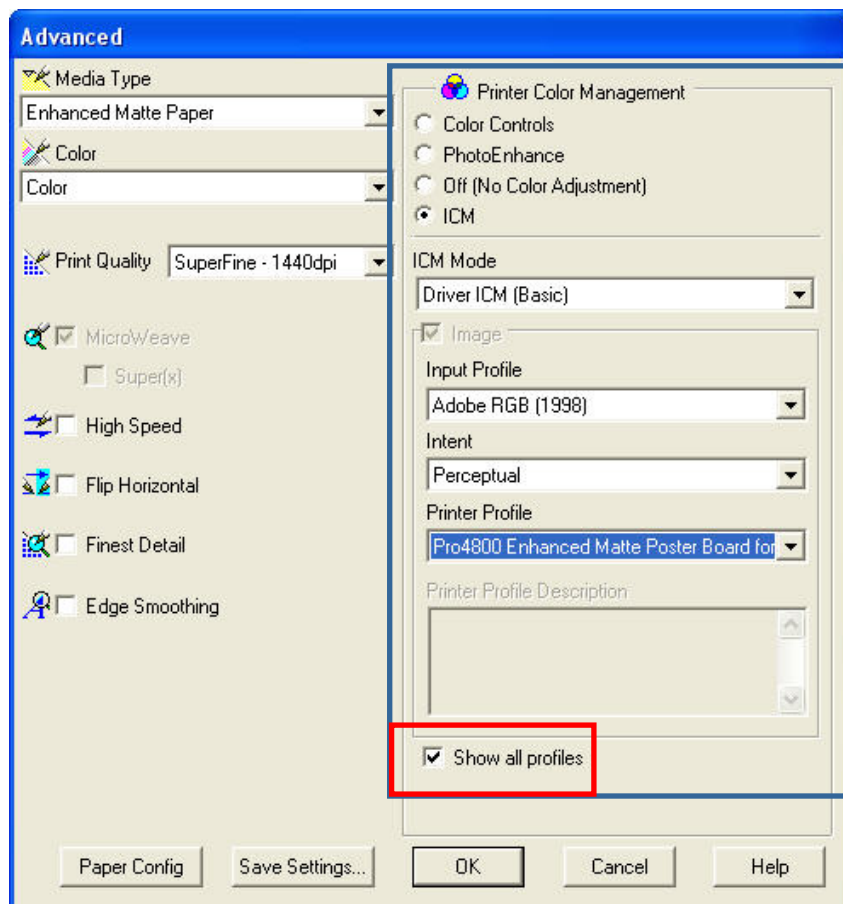 Advanced
Media Type
Enhanced Matte Paper
Color
Color
Print Quality
SuperFine - 1440dpi
MicroWeave
Super(x)
High Speed
Flip Horizontal
Finest Detail
Edge Smoothing
Printer Color Management
Color Controls
PhotoEnhance
Off (No Color Adjustment)
ICM
ICM Mode
Driver ICM (Basic)
Image
Input Profile
Adobe RGB (1998)
Intent
Perceptual
Printer Profile
Pro4800 Enhanced Matte Poster Board for
Printer Profile Description
Show all profiles
Paper Config
Save Settings...
OK
Cancel
Help